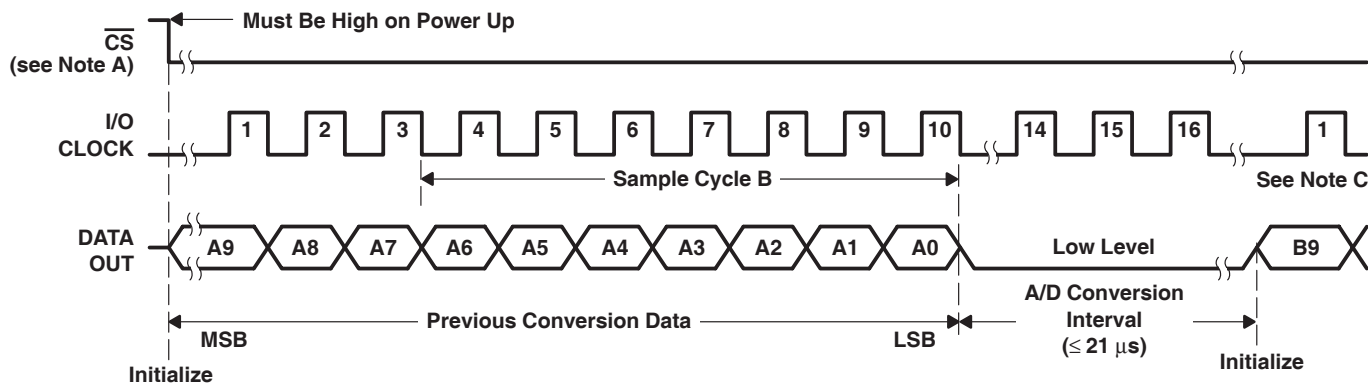 Must Be High on Power Up
CS
(see Note A)
I/O
CLOCK
1 2 3 4 5 6 7 8 9 10 14 15 16 1
Sample Cycle B
See Note C
DATA
OUT
A9 A8 A7 A6 A5 A4 A3 A2 A1 A0 Low Level B9
A/D Conversion
Interval
(≤ 21 μs)
Previous Conversion Data
MSB LSB
Initialize Initialize